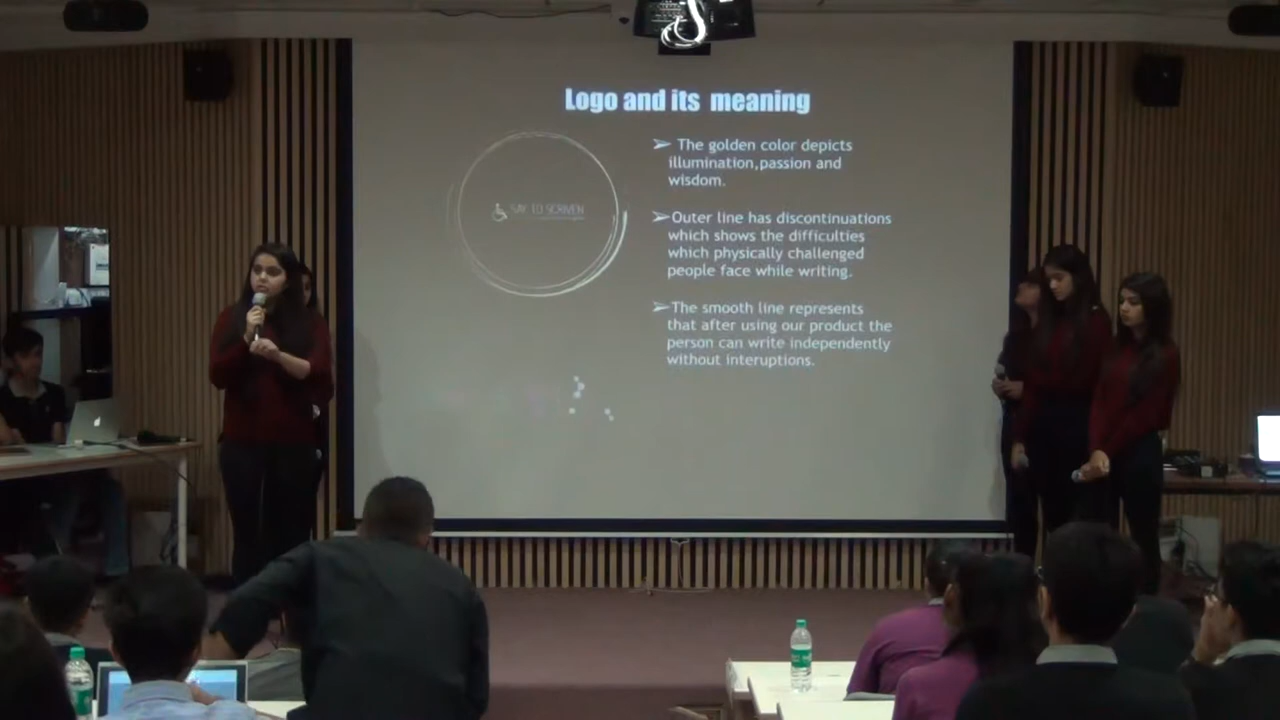 Logo and its meaning
SAY TO SCRIVEN
➢ The golden color depicts
illumination,passion and
wisdom.
➢Outer line has discontinuations
which shows the difficulties
which physically challenged
people face while writing.
➢The smooth line represents
that after using our product the
person can write independently
without interuptions.